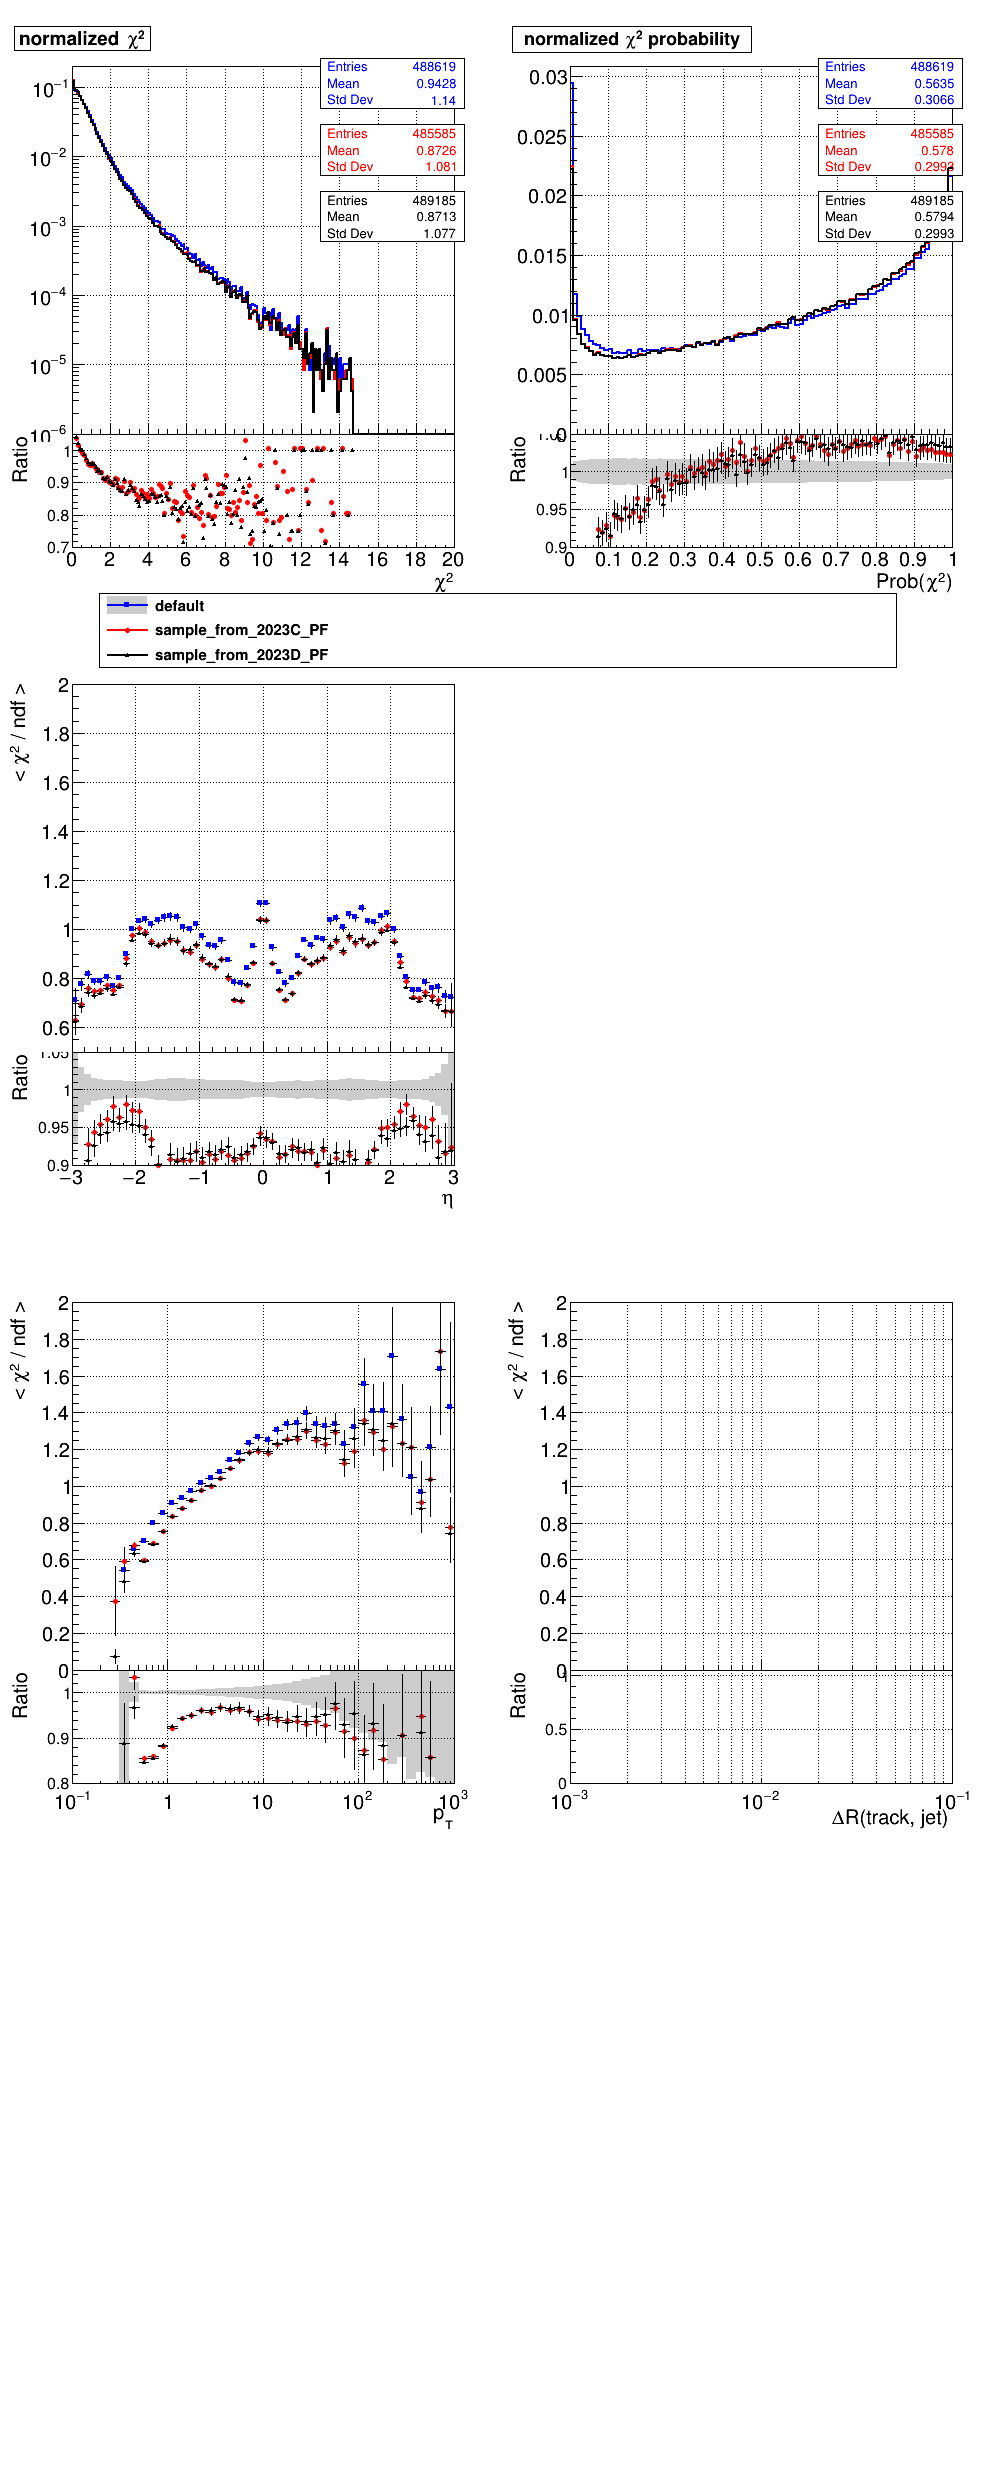 normalized χ²
normalized χ² probability
Entries 488619
Mean 0.9428
Std Dev 1.14
Entries 485585
Mean 0.8726
Std Dev 1.081
Entries 489185
Mean 0.8713
Std Dev 1.077
10⁻¹
10⁻²
10⁻³
10⁻⁴
10⁻⁵
10⁻⁶
Ratio
1
0.9
0.8
0.7
0 2 4 6 8 10 12 14 16 18 20
χ²
Entries 488619
Mean 0.5635
Std Dev 0.3066
Entries 485585
Mean 0.578
Std Dev 0.2993
Entries 489185
Mean 0.5794
Std Dev 0.2993
0.03
0.025
0.02
0.015
0.01
0.005
0
Ratio
1.05
1
0.95
0.9
0 0.1 0.2 0.3 0.4 0.5 0.6 0.7 0.8 0.9 1
Prob(χ²)
default
sample_from_2023C_PF
sample_from_2023D_PF
< χ² / ndf >
2
1.8
1.6
1.4
1.2
1
0.8
0.6
Ratio
1.05
1
0.95
0.9
−3 −2 −1 0 1 2 3
η
< χ² / ndf >
2
1.8
1.6
1.4
1.2
1
0.8
0.6
0.4
0.2
0
Ratio
1
0.9
0.8
10⁻¹ 1 10 10² 10³
p_T
< χ² / ndf >
2
1.8
1.6
1.4
1.2
1
0.8
0.6
0.4
0.2
0
Ratio
1
0.5
0
10⁻³ 10⁻² 10⁻¹
ΔR(track, jet)